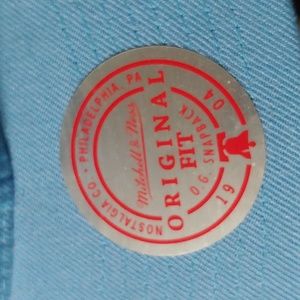 NOSTALGIA CO • PHILADELPHIA, PA
Mitchell & Ness
ORIGINAL
FIT
O.G. SNAPBACK
19 04